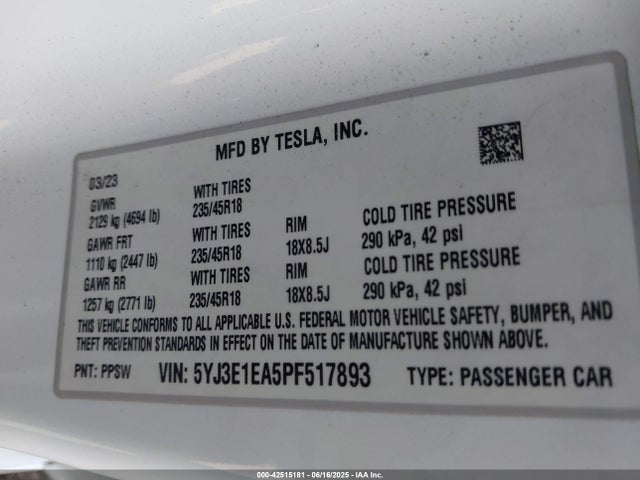 MFD BY TESLA, INC.
03/23
GVWR
2129 kg (4694 lb)
WITH TIRES
235/45R18
GAWR FRT
1110 kg (2447 lb)
WITH TIRES
235/45R18
RIM
18X8.5J
COLD TIRE PRESSURE
290 kPa, 42 psi
GAWR RR
1257 kg (2771 lb)
WITH TIRES
235/45R18
RIM
18X8.5J
COLD TIRE PRESSURE
290 kPa, 42 psi
THIS VEHICLE CONFORMS TO ALL APPLICABLE U.S. FEDERAL MOTOR VEHICLE SAFETY, BUMPER, AND
THEFT PREVENTION STANDARDS IN EFFECT ON THE DATE OF MANUFACTURE SHOWN ABOVE.
PNT: PPSW VIN: 5YJ3E1EA5PF517893 TYPE: PASSENGER CAR
000-42515181 - 06/16/2025 - IAA Inc.